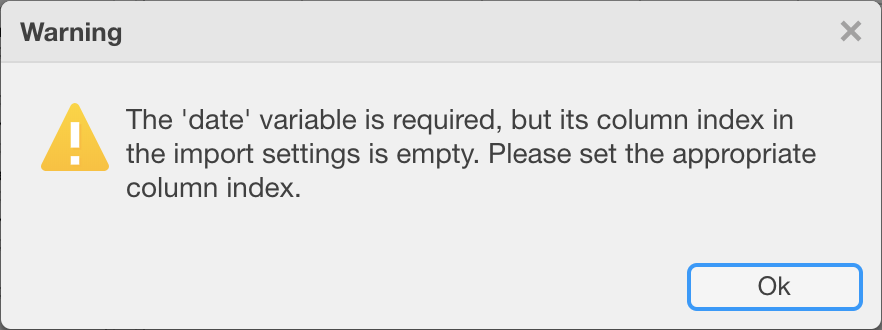 Warning
The 'date' variable is required, but its column index in
the import settings is empty. Please set the appropriate
column index.
Ok